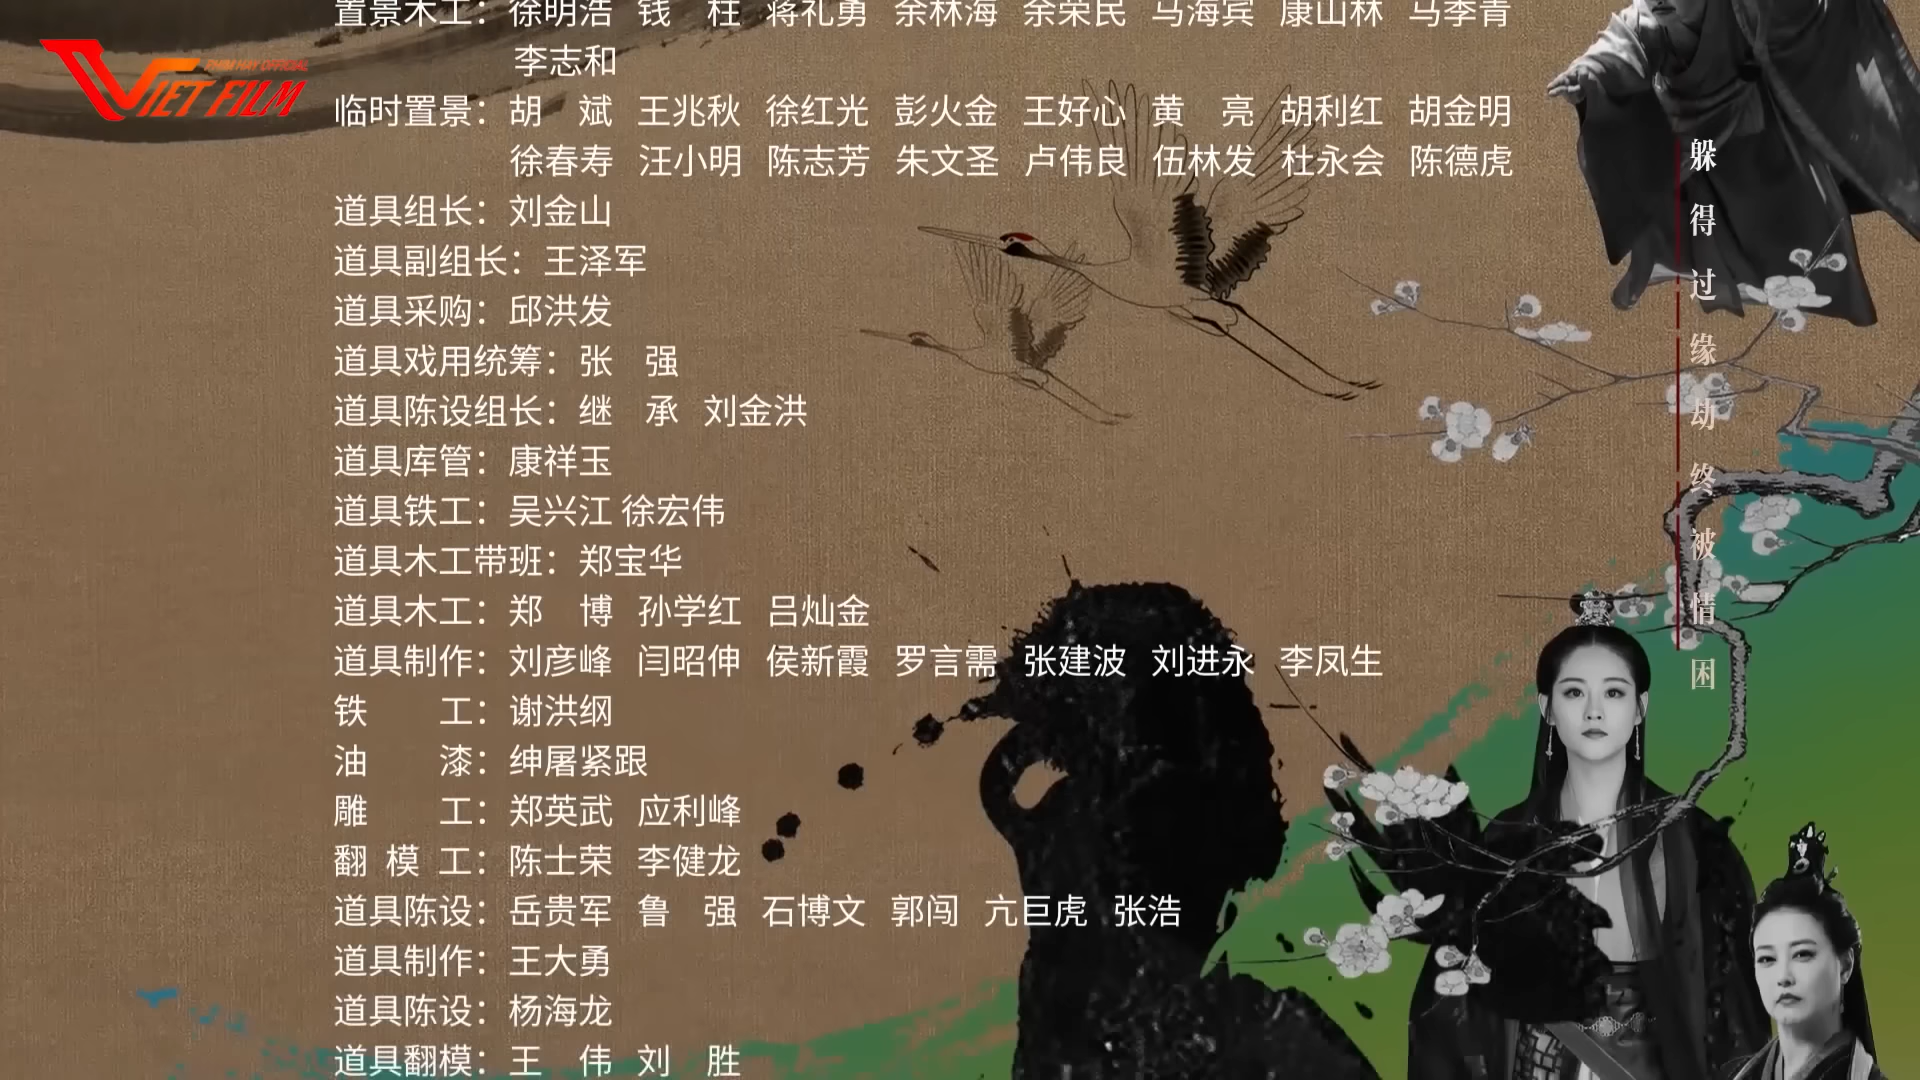 置景木工：徐明浩 钱 柱 蒋礼勇 余林海 余荣民 马海宾 康山林 马季青
李志和
PHIM HAY OFFICIAL
VIET FILM
临时置景：胡 斌 王兆秋 徐红光 彭火金 王好心 黄 亮 胡利红 胡金明
徐春寿 汪小明 陈志芳 朱文圣 卢伟良 伍林发 杜永会 陈德虎
道具组长：刘金山
道具副组长：王泽军
道具采购：邱洪发
道具戏用统筹：张 强
道具陈设组长：继 承 刘金洪
道具库管：康祥玉
道具铁工：吴兴江 徐宏伟
道具木工带班：郑宝华
道具木工：郑 博 孙学红 吕灿金
道具制作：刘彦峰 闫昭伸 侯新霞 罗言需 张建波 刘进永 李凤生
铁 工：谢洪纲
油 漆：绅屠紧跟
雕 工：郑英武 应利峰
翻 模 工：陈士荣 李健龙
道具陈设：岳贵军 鲁 强 石博文 郭闯 亢巨虎 张浩
道具制作：王大勇
道具陈设：杨海龙
道具翻模：王 伟 刘 胜
躲得过缘劫终被情困